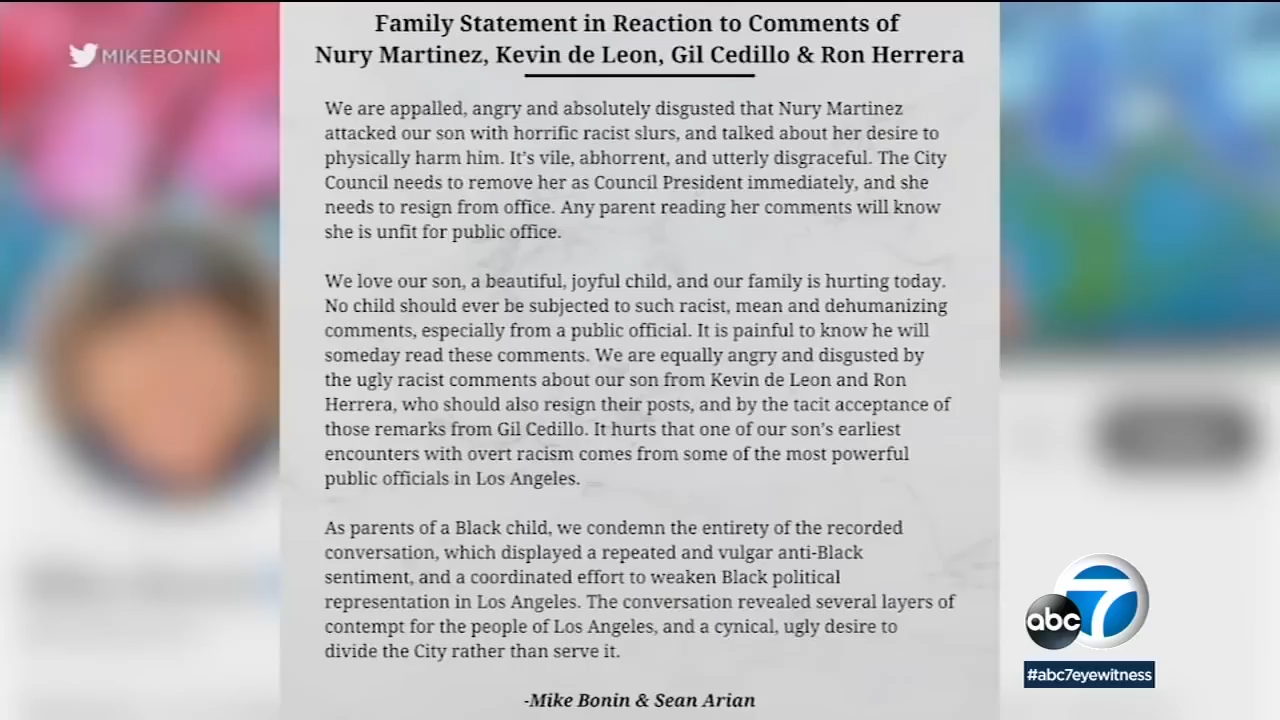 MIKEBONIN
Family Statement in Reaction to Comments of
Nury Martinez, Kevin de Leon, Gil Cedillo & Ron Herrera
We are appalled, angry and absolutely disgusted that Nury Martinez
attacked our son with horrific racist slurs, and talked about her desire to
physically harm him. It’s vile, abhorrent, and utterly disgraceful. The City
Council needs to remove her as Council President immediately, and she
needs to resign from office. Any parent reading her comments will know
she is unfit for public office.
We love our son, a beautiful, joyful child, and our family is hurting today.
No child should ever be subjected to such racist, mean and dehumanizing
comments, especially from a public official. It is painful to know he will
someday read these comments. We are equally angry and disgusted by
the ugly racist comments about our son from Kevin de Leon and Ron
Herrera, who should also resign their posts, and by the tacit acceptance of
those remarks from Gil Cedillo. It hurts that one of our son’s earliest
encounters with overt racism comes from some of the most powerful
public officials in Los Angeles.
As parents of a Black child, we condemn the entirety of the recorded
conversation, which displayed a repeated and vulgar anti-Black
sentiment, and a coordinated effort to weaken Black political
representation in Los Angeles. The conversation revealed several layers of
contempt for the people of Los Angeles, and a cynical, ugly desire to
divide the City rather than serve it.
-Mike Bonin & Sean Arian
abc 7
#abc7eyewitness